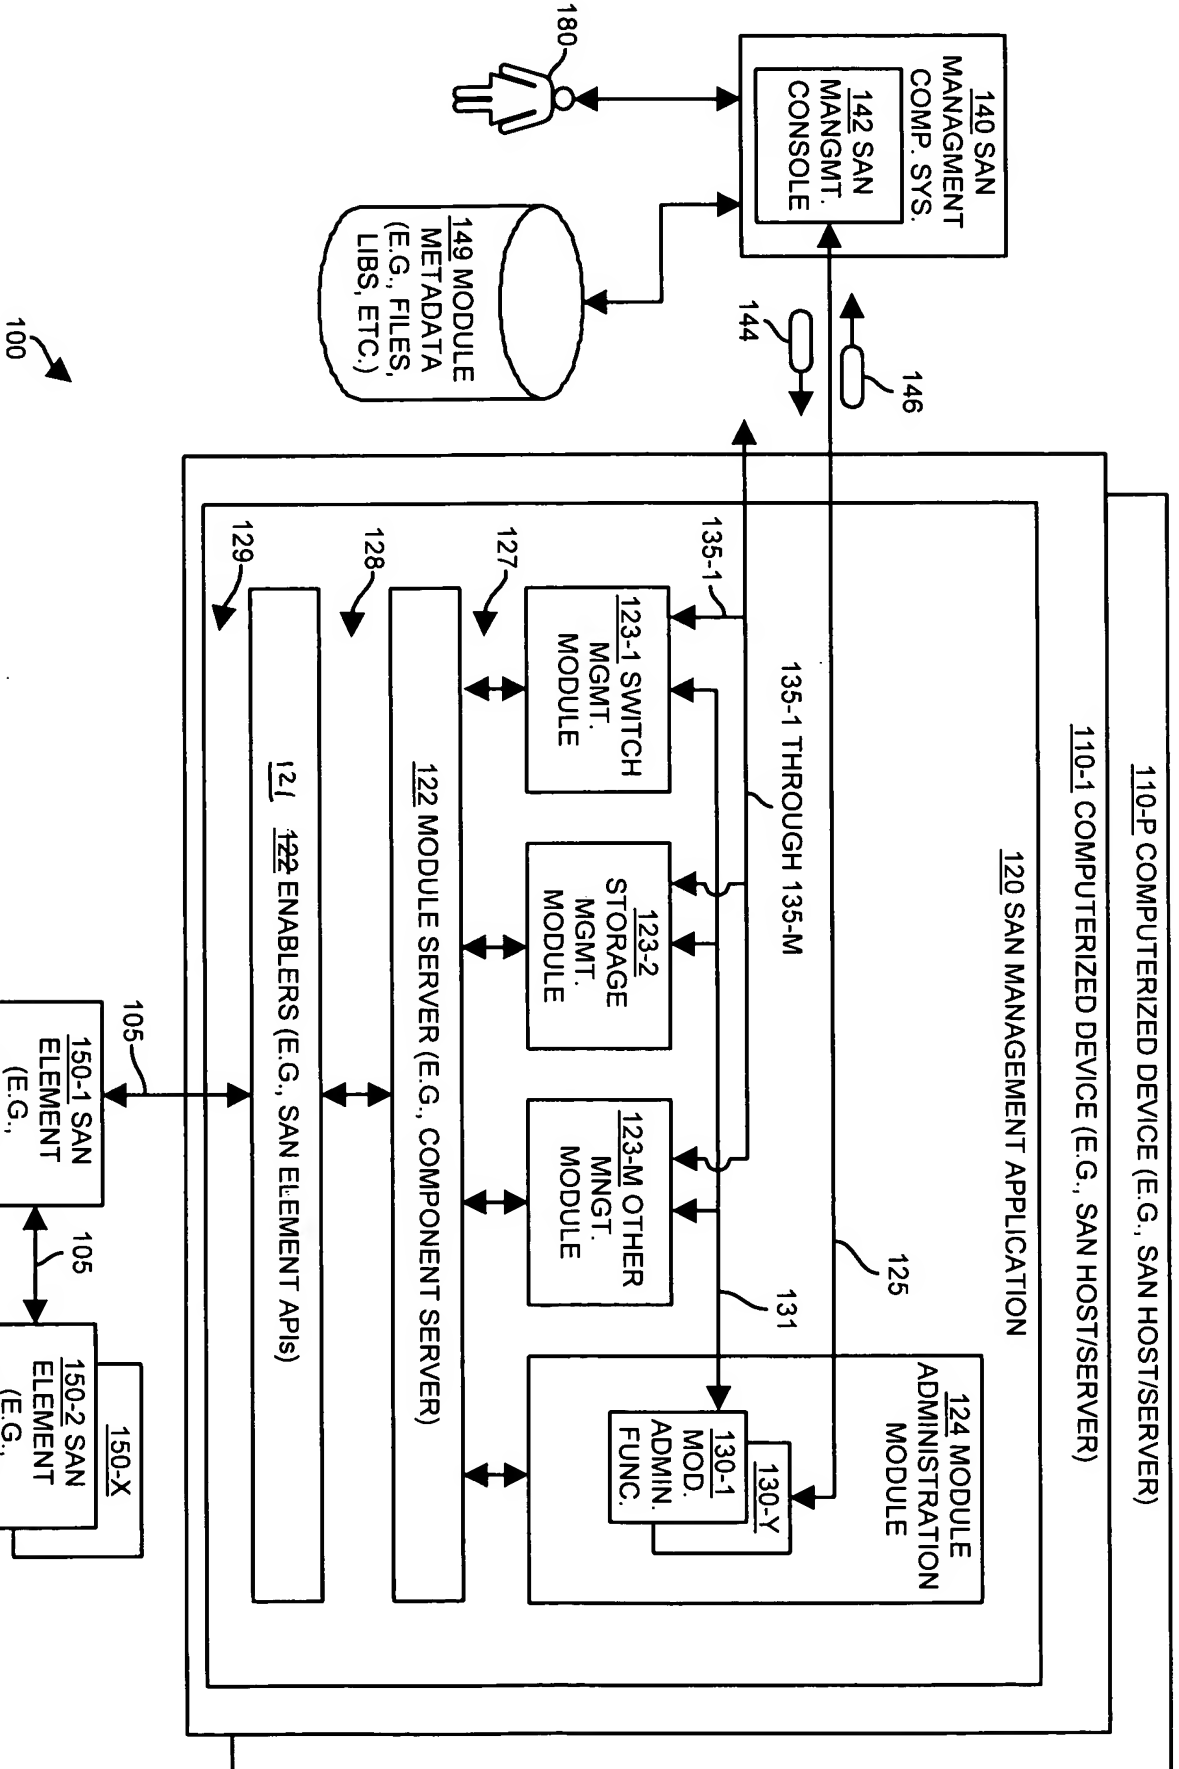 110-P COMPUTERIZED DEVICE (E.G., SAN HOST/SERVER)
110-1 COMPUTERIZED DEVICE (E.G., SAN HOST/SERVER)
120 SAN MANAGEMENT APPLICATION
140 SAN
MANAGMENT
COMP. SYS.
142 SAN
MANGMT.
CONSOLE
146
144
125
135-1 THROUGH 135-M
135-1
131
124 MODULE
ADMINISTRATION
MODULE
130-Y
130-1
MOD.
ADMIN.
FUNC.
180
149 MODULE
METADATA
(E.G., FILES,
LIBS, ETC.)
123-1 SWITCH
MGMT.
MODULE
123-2
STORAGE
MGMT.
MODULE
123-M OTHER
MNGT.
MODULE
127
122 MODULE SERVER (E.G., COMPONENT SERVER)
128
121 122 ENABLERS (E.G., SAN ELEMENT APIs)
129
100
105
150-1 SAN
ELEMENT
(E.G.,
105
150-X
150-2 SAN
ELEMENT
(E.G.,